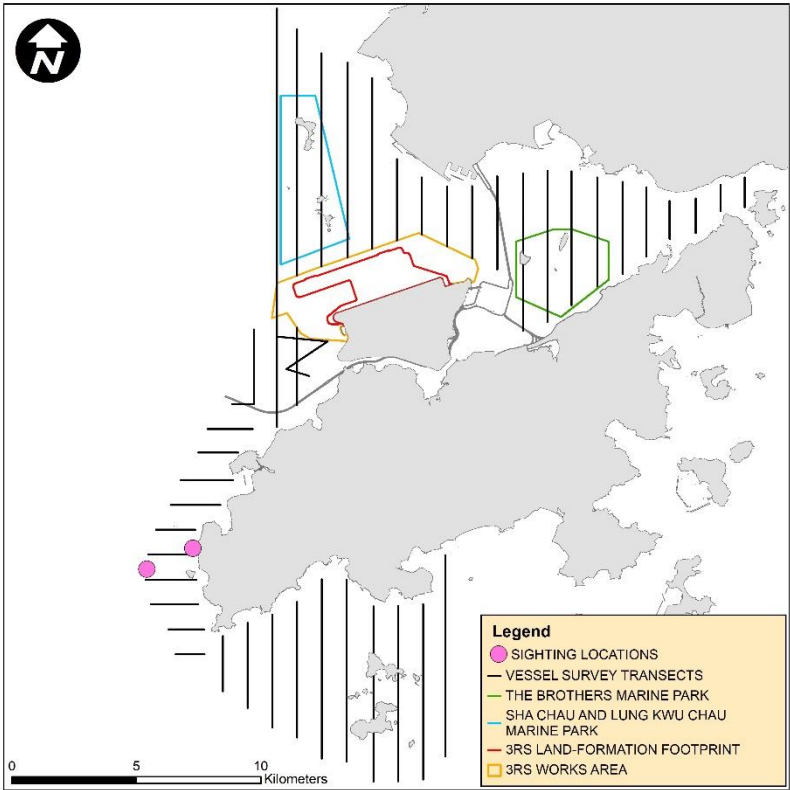 N
Legend
SIGHTING LOCATIONS
VESSEL SURVEY TRANSECTS
THE BROTHERS MARINE PARK
SHA CHAU AND LUNG KWU CHAU
MARINE PARK
3RS LAND-FORMATION FOOTPRINT
3RS WORKS AREA
0 5 10
Kilometers